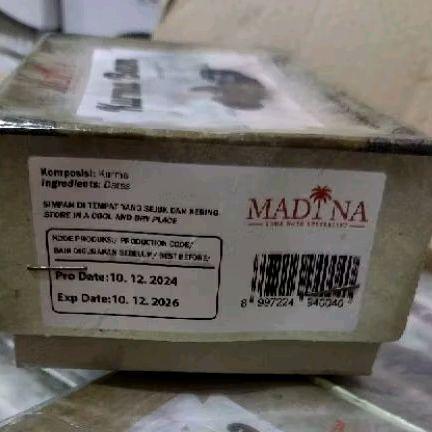 Komposisi: Kurma
Ingredients: Dates
SIMPAN DI TEMPAT YANG SEJUK DAN KERING
STORE IN A COOL AND DRY PLACE
KODE PRODUKSI/ PRODUCTION CODE/
BAIK DIGUNAKAN SEBELUM/ BEST BEFORE/
Pro Date:10. 12. 2024
Exp Date:10. 12. 2026
MADINA
8 997224